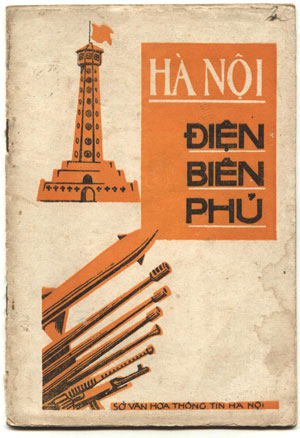 HÀ NỘI
ĐIỆN
BIÊN
PHỦ
SỞ VĂN HÓA THÔNG TIN HÀ NỘI